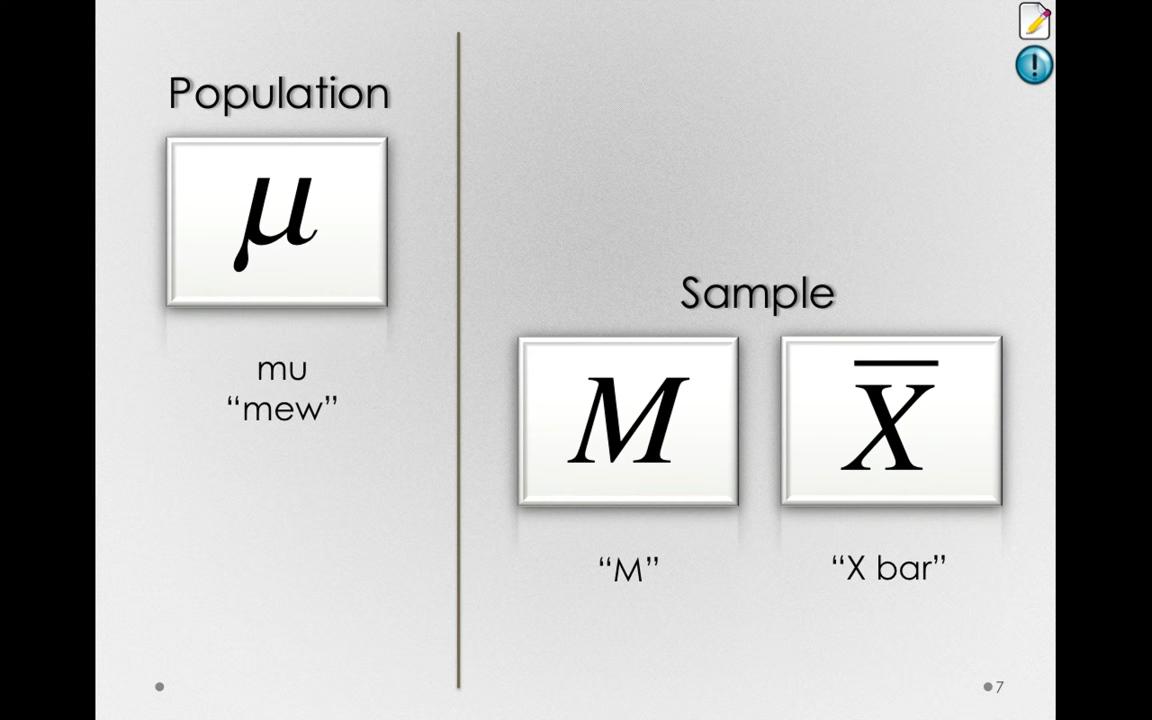 Population
μ
mu
“mew”
Sample
M
X̅
“M”
“X bar”
7